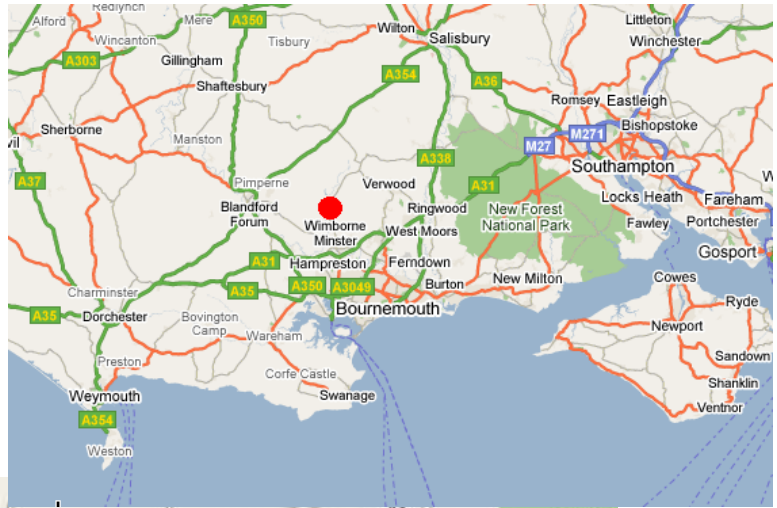 Redlynch
Alford
Mere
A350
Wilton
Littleton
Wincanton
Tisbury
Salisbury
Winchester
A303
Gillingham
A354
A36
Shaftesbury
Romsey
Eastleigh
Sherborne
Manston
M271
Bishopstoke
vil
M27
A338
Southampton
A37
Pimperne
Verwood
A31
Locks Heath
Fareham
Blandford
Forum
Ringwood
New Forest
National Park
Wimborne
Minster
West Moors
Fawley
Portchester
Gosport
A31
Hampreston
Ferndown
New Milton
Cowes
Charminster
A35
A350
A3049
Burton
Ryde
A35
Dorchester
Bovington
Camp
Bournemouth
Newport
Wareham
Preston
Sandown
Corfe Castle
Shanklin
Weymouth
Swanage
Ventnor
A354
Weston